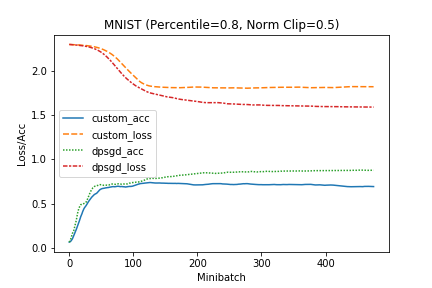 MNIST (Percentile=0.8, Norm Clip=0.5)
Loss/Acc
2.0
1.5
1.0
0.5
0.0
custom_acc
custom_loss
dpsgd_acc
dpsgd_loss
0
100
200
300
400
Minibatch